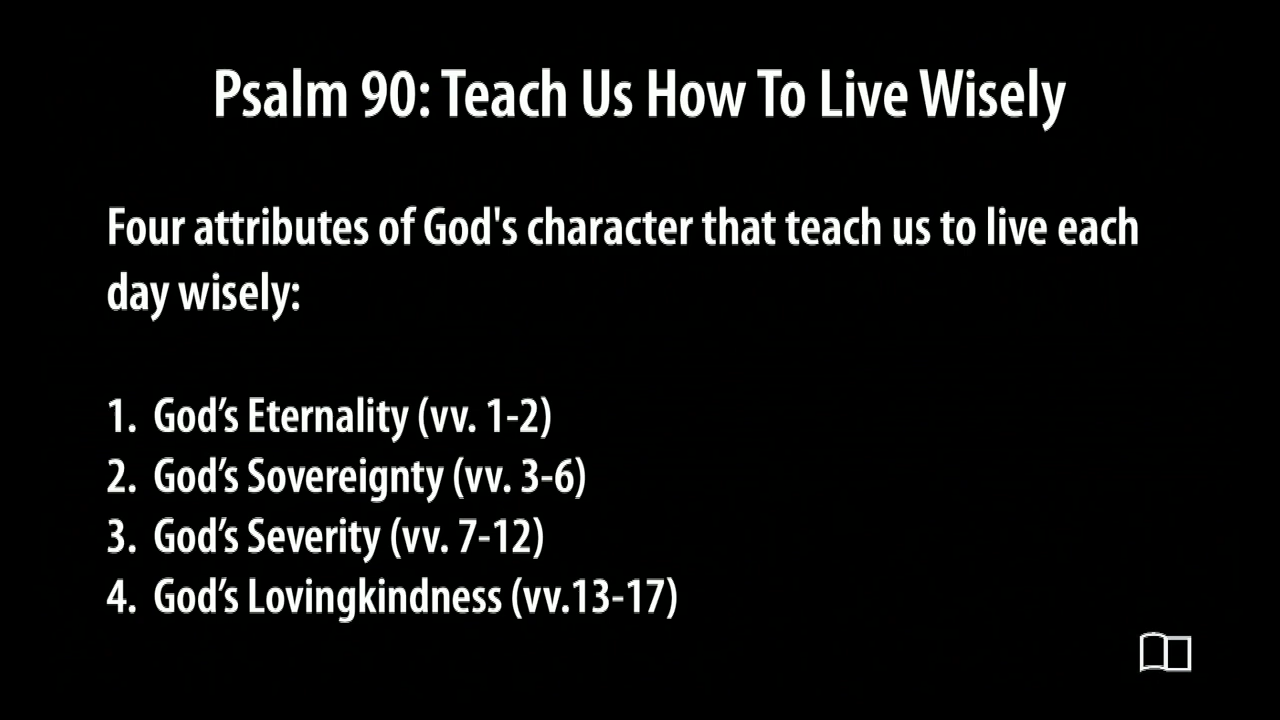 Psalm 90: Teach Us How To Live Wisely
Four attributes of God's character that teach us to live each
day wisely:
1. God’s Eternality (vv. 1-2)
2. God’s Sovereignty (vv. 3-6)
3. God’s Severity (vv. 7-12)
4. God’s Lovingkindness (vv.13-17)